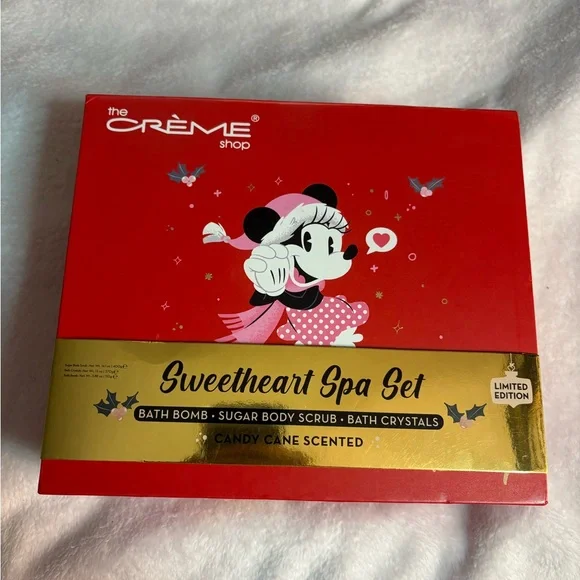 the
CRÈME®
shop
Sweetheart Spa Set
BATH BOMB • SUGAR BODY SCRUB • BATH CRYSTALS
CANDY CANE SCENTED
LIMITED
EDITION